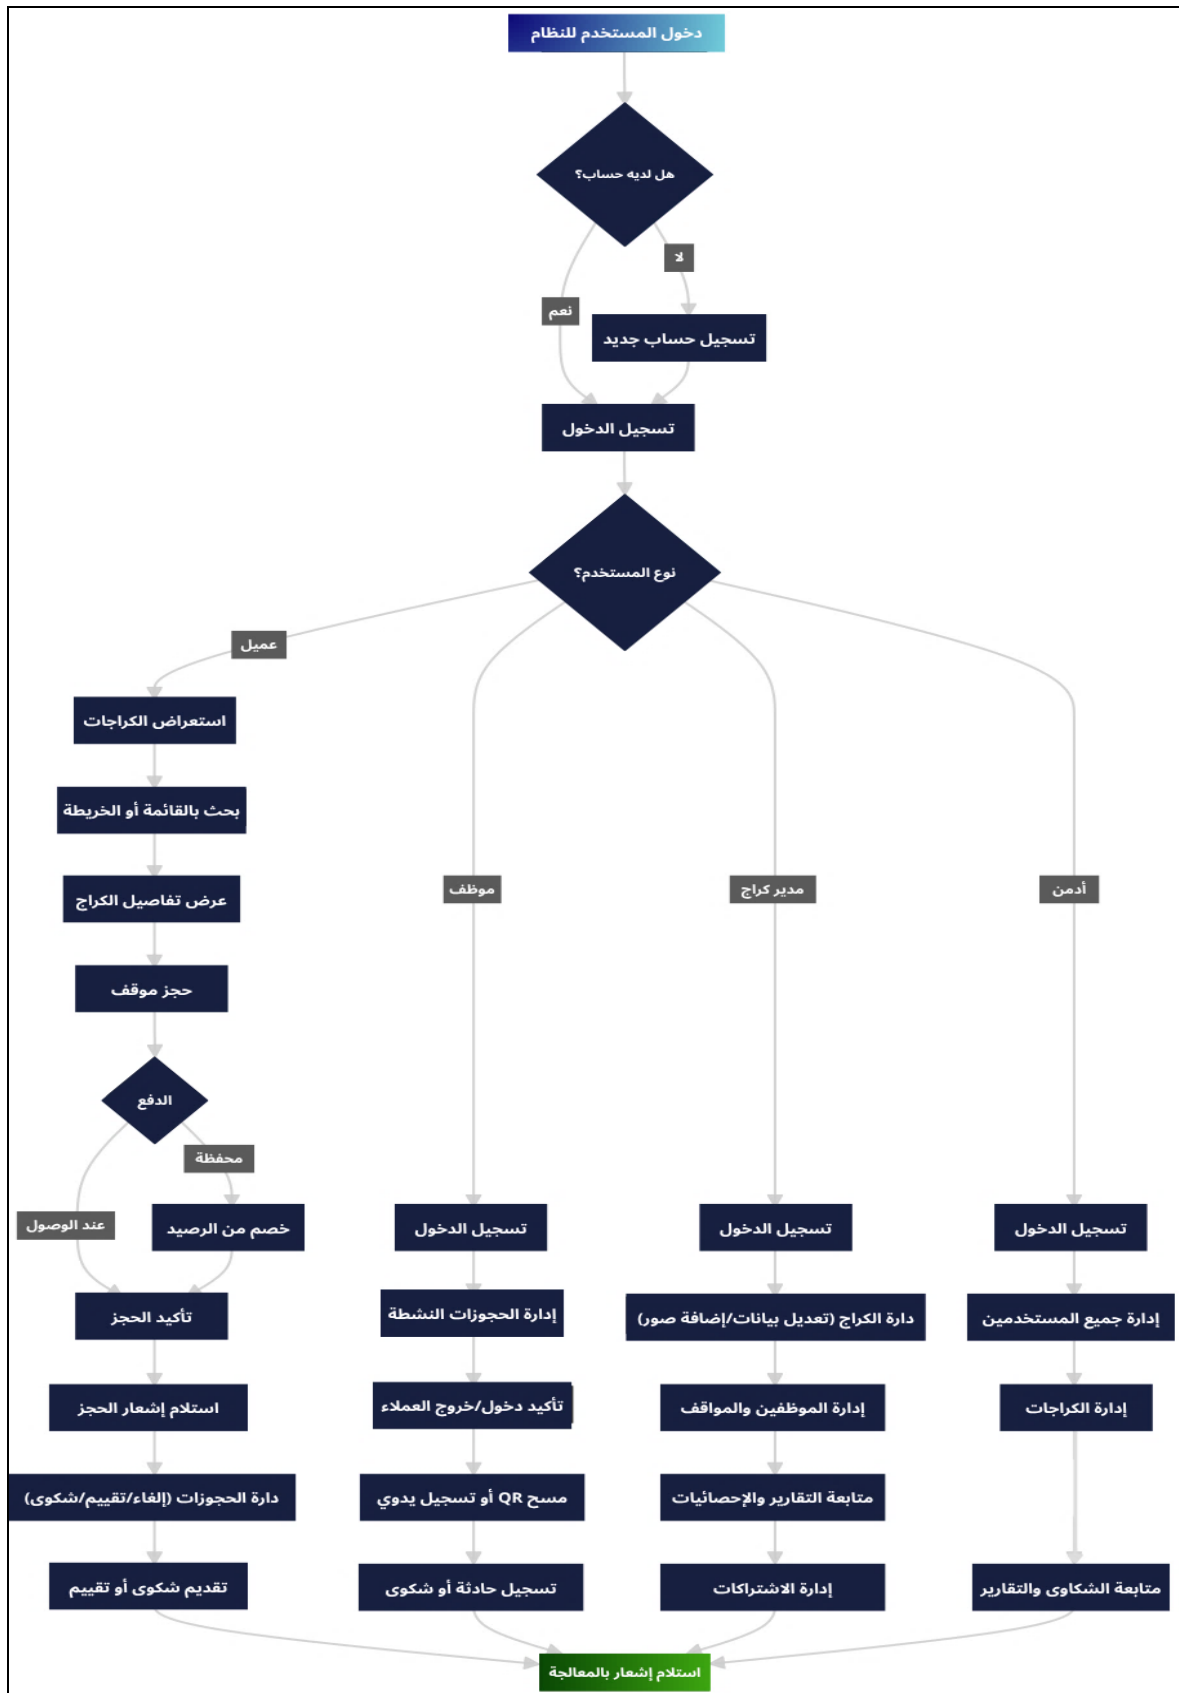 دخول المستخدم للنظام
هل لديه حساب؟
لا
نعم
تسجيل حساب جديد
تسجيل الدخول
نوع المستخدم؟
عميل
استعراض الكراجات
بحث بالقائمة أو الخريطة
عرض تفاصيل الكراج
حجز موقف
الدفع
محفظة
عند الوصول
خصم من الرصيد
تأكيد الحجز
استلام إشعار الحجز
دارة الحجوزات (إلغاء/تقييم/شكوى)
تقديم شكوى أو تقييم
موظف
تسجيل الدخول
إدارة الحجوزات النشطة
تأكيد دخول/خروج العملاء
مسح QR أو تسجيل يدوي
تسجيل حادثة أو شكوى
مدير كراج
تسجيل الدخول
دارة الكراج (تعديل بيانات/إضافة صور)
إدارة الموظفين والمواقف
متابعة التقارير والإحصائيات
إدارة الاشتراكات
أدمن
تسجيل الدخول
إدارة جميع المستخدمين
إدارة الكراجات
متابعة الشكاوى والتقارير
استلام إشعار بالمعالجة